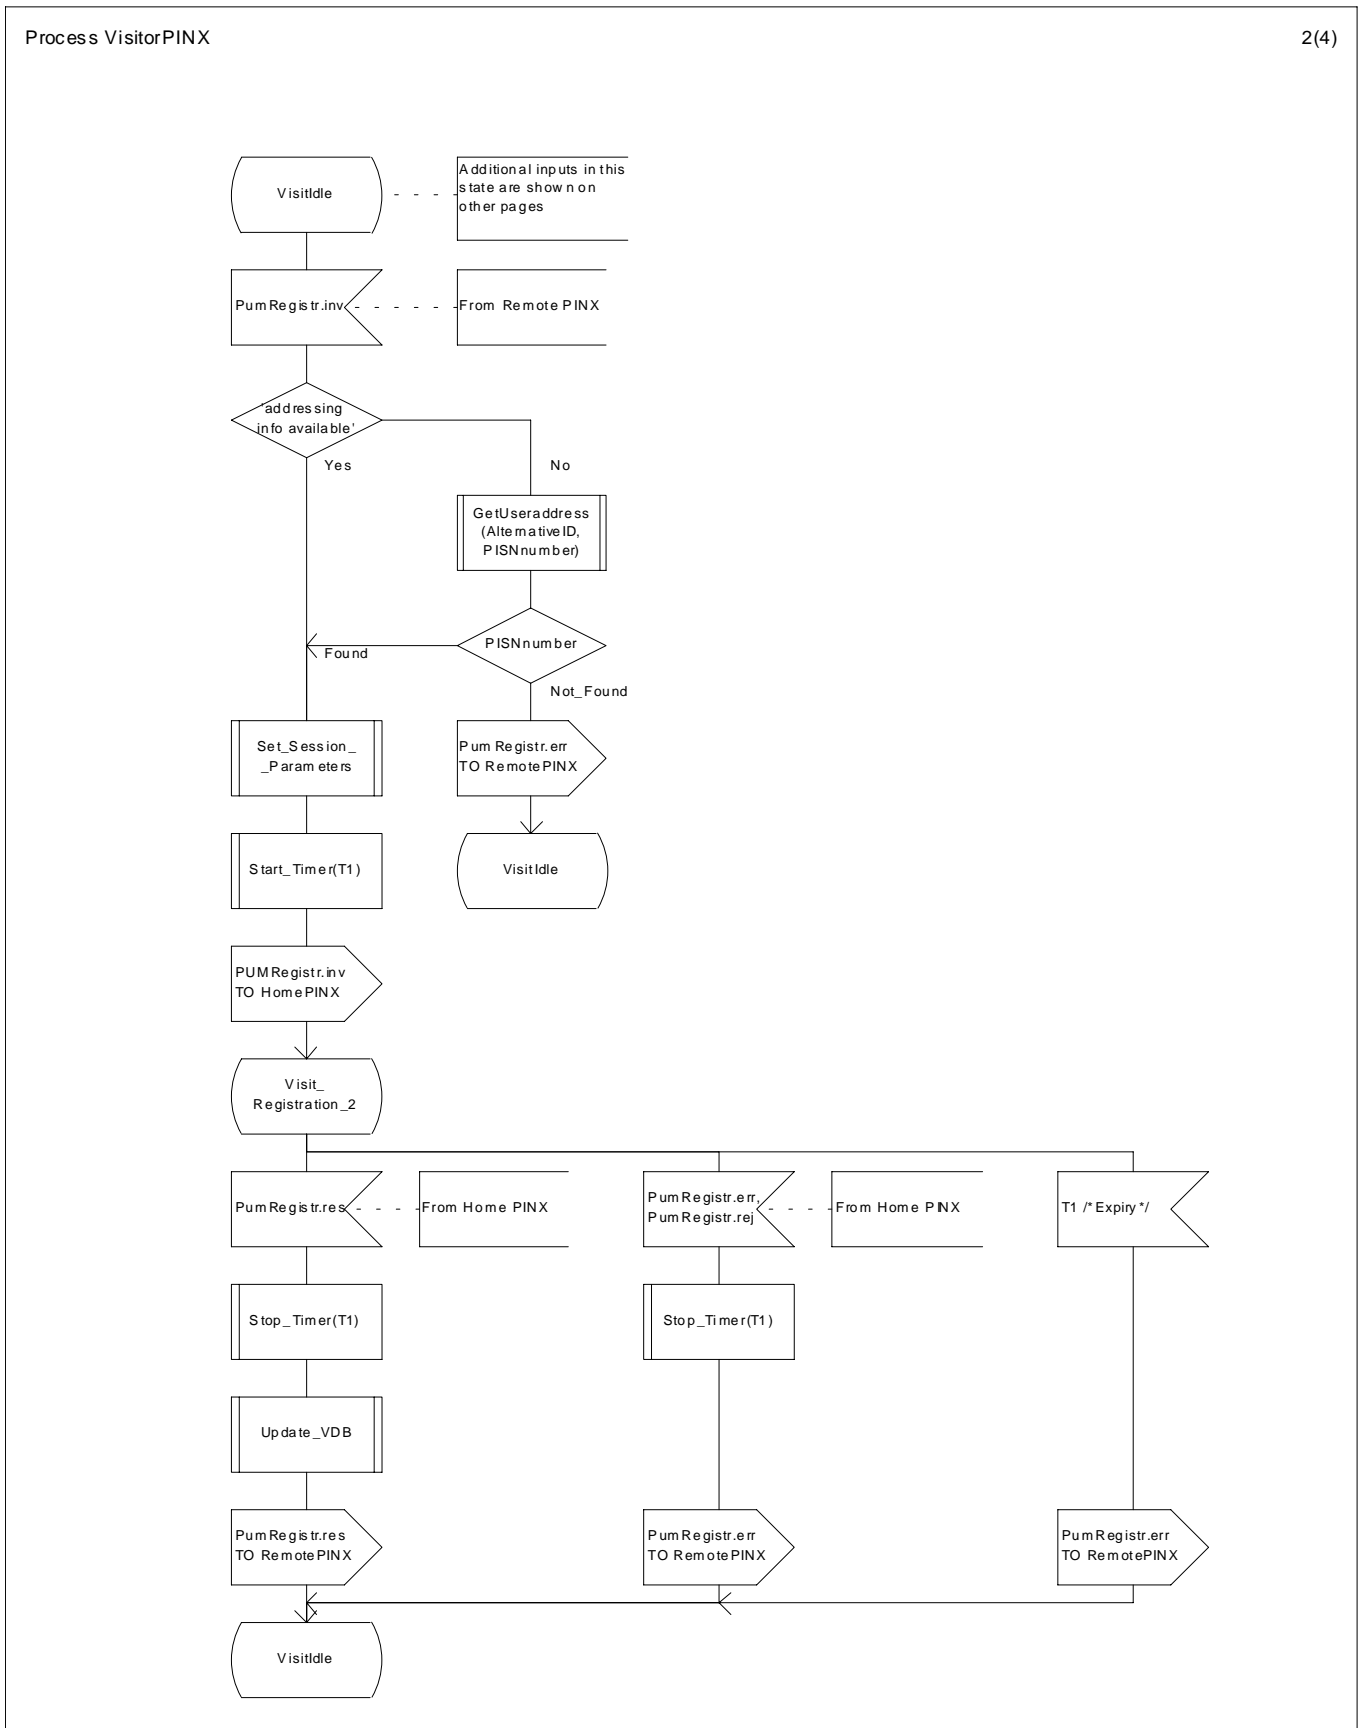 Process VisitorPINX
2(4)
VisitIdle
Additional inputs in this
state are shown on
other pages
PumRegistr.inv
From Remote PINX
'addressing
info available'
Yes
No
GetUseraddress
(AlternativeID,
PISNnumber)
PISNnumber
Found
Not_Found
Set_Session_
_Parameters
PumRegistr.err
TO RemotePINX
Start_Timer(T1)
VisitIdle
PUMRegistr.inv
TO HomePINX
Visit_
Registration_2
PumRegistr.res
From Home PINX
PumRegistr.err,
PumRegistr.rej
From Home PINX
T1 /*Expiry*/
Stop_Timer(T1)
Stop_Timer(T1)
Update_VDB
PumRegistr.res
TO RemotePINX
PumRegistr.err
TO RemotePINX
PumRegistr.err
TO RemotePINX
VisitIdle